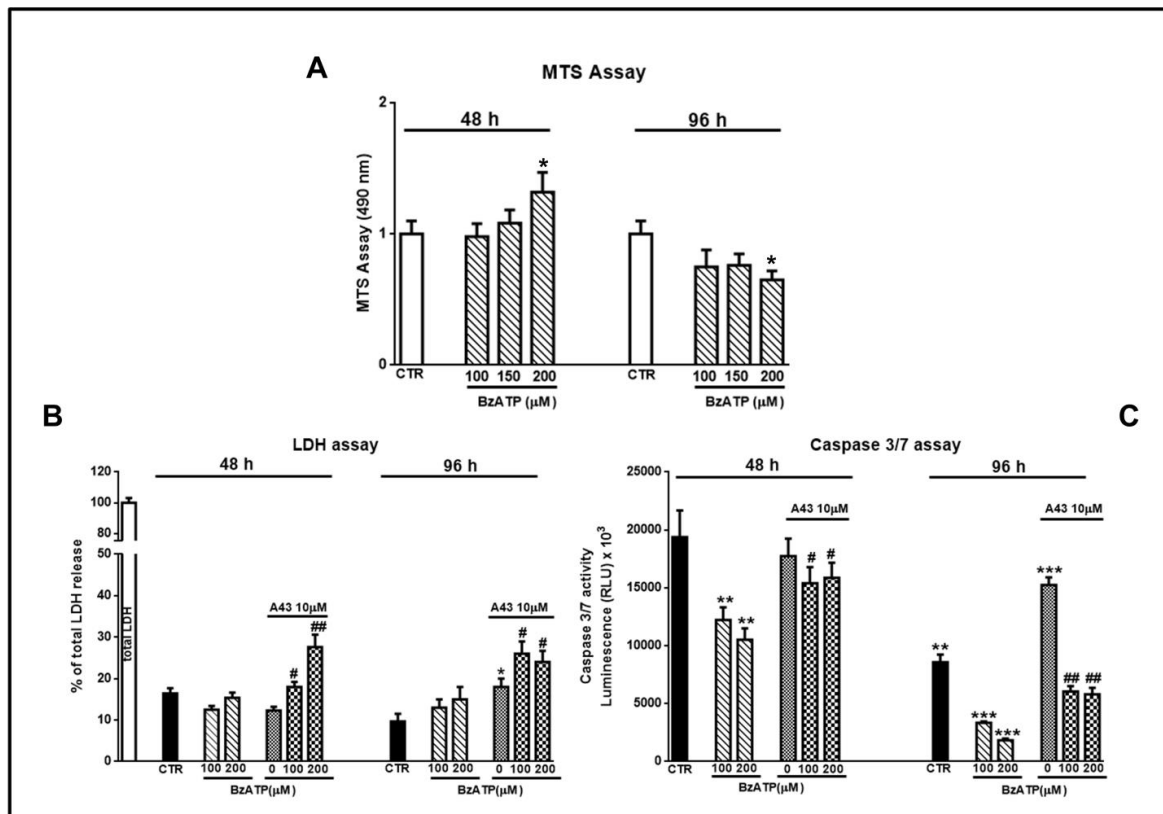 A
MTS Assay
48 h
96 h
MTS Assay (490 nm)
2
1
0
*
*
CTR
100 150 200
BzATP (µM)
CTR
100 150 200
BzATP (µM)
B
LDH assay
48 h
96 h
% of total LDH release
120
100
80
50
40
30
20
10
0
total LDH
A43 10µM
# ##
A43 10µM
* # #
CTR
100 200
0 100 200
BzATP(µM)
CTR
100 200
0 100 200
BzATP(µM)
C
Caspase 3/7 assay
48 h
96 h
Caspase 3/7 activity
Luminescence (RLU) x 10³
25000
20000
15000
10000
5000
0
A43 10µM
** **
# #
A43 10µM
**
*** ***
***
## ##
CTR
100 200
0 100 200
BzATP(µM)
CTR
100 200
0 100 200
BzATP(µM)